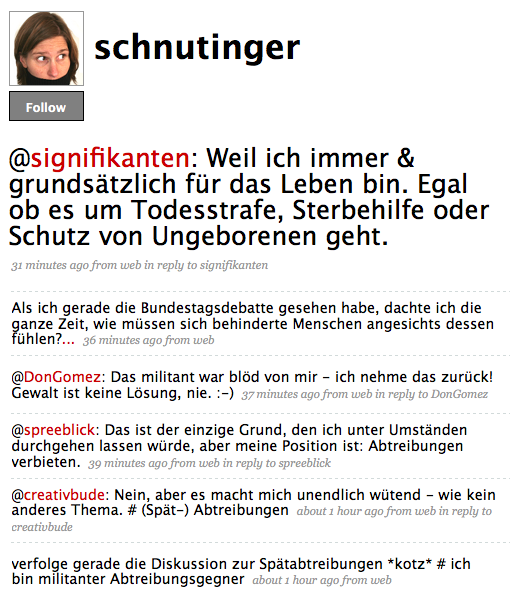 schnutinger
Follow
@signifikanten: Weil ich immer &
grundsätzlich für das Leben bin. Egal
ob es um Todesstrafe, Sterbehilfe oder
Schutz von Ungeborenen geht.
31 minutes ago from web in reply to signifikanten
Als ich gerade die Bundestagsdebatte gesehen habe, dachte ich die
ganze Zeit, wie müssen sich behinderte Menschen angesichts dessen
fühlen?... 36 minutes ago from web
@DonGomez: Das militant war blöd von mir - ich nehme das zurück!
Gewalt ist keine Lösung, nie. :-) 37 minutes ago from web in reply to DonGomez
@spreeblick: Das ist der einzige Grund, den ich unter Umständen
durchgehen lassen würde, aber meine Position ist: Abtreibungen
verbieten. 39 minutes ago from web in reply to spreeblick
@creativbude: Nein, aber es macht mich unendlich wütend - wie kein
anderes Thema. # (Spät-) Abtreibungen about 1 hour ago from web in reply to
creativbude
verfolge gerade die Diskussion zur Spätabtreibungen *kotz* # ich
bin militanter Abtreibungsgegner about 1 hour ago from web